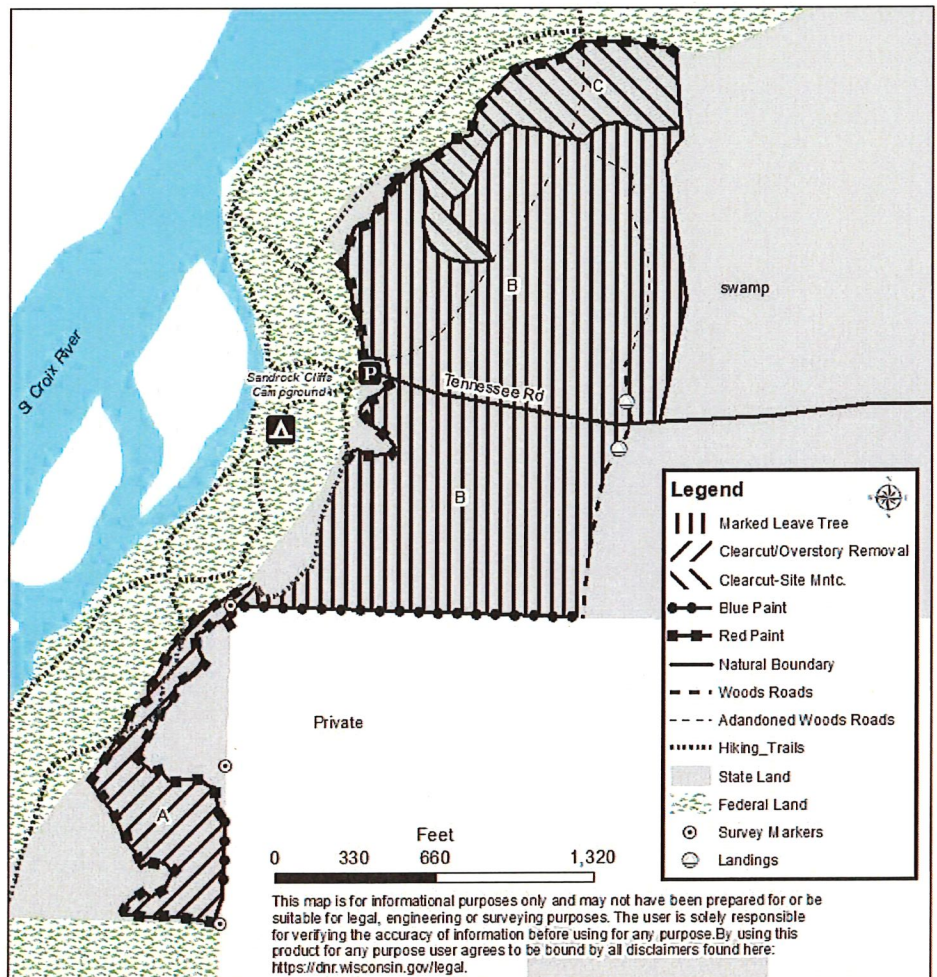 C
B
swamp
St Croix River
P
Sandrock Cliffs
Campground
Tennessee Rd
B
Legend
Marked Leave Tree
Clearcut/Overstory Removal
Clearcut-Site Mntc.
Blue Paint
Red Paint
Natural Boundary
Woods Roads
Adandoned Woods Roads
Hiking_Trails
State Land
Federal Land
Survey Markers
Landings
Private
A
Feet
0 330 660 1,320
This map is for informational purposes only and may not have been prepared for or be
suitable for legal, engineering or surveying purposes. The user is solely responsible
for verifying the accuracy of information before using for any purpose.By using this
product for any purpose user agrees to be bound by all disclaimers found here:
https://dnr.wisconsin.gov/legal.